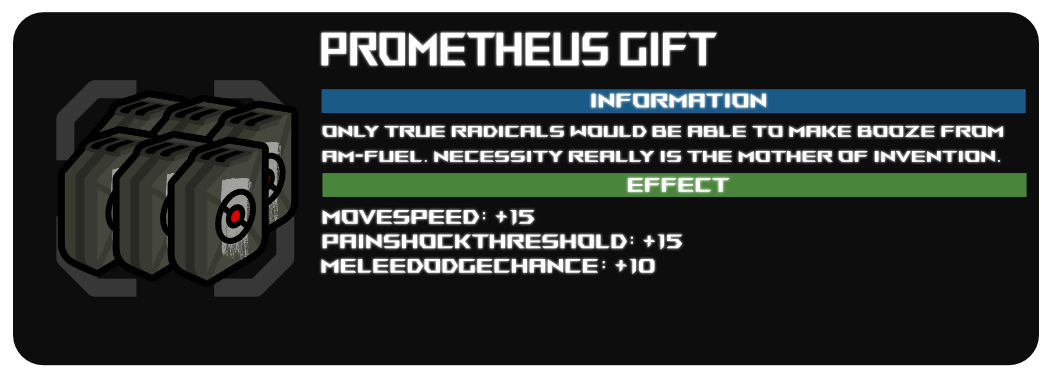 PROMETHEUS GIFT
INFORMATION
ONLY TRUE RADICALS WOULD BE ABLE TO MAKE BOOZE FROM
AM-FUEL. NECESSITY REALLY IS THE MOTHER OF INVENTION.
EFFECT
MOVESPEED: +15
PAINSHOCKTHRESHOLD: +15
MELEEDODGECHANCE: +10